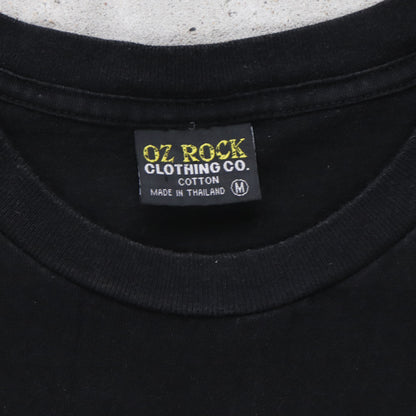 OZ ROCK
CLOTHING CO.
COTTON
MADE IN THAILAND M